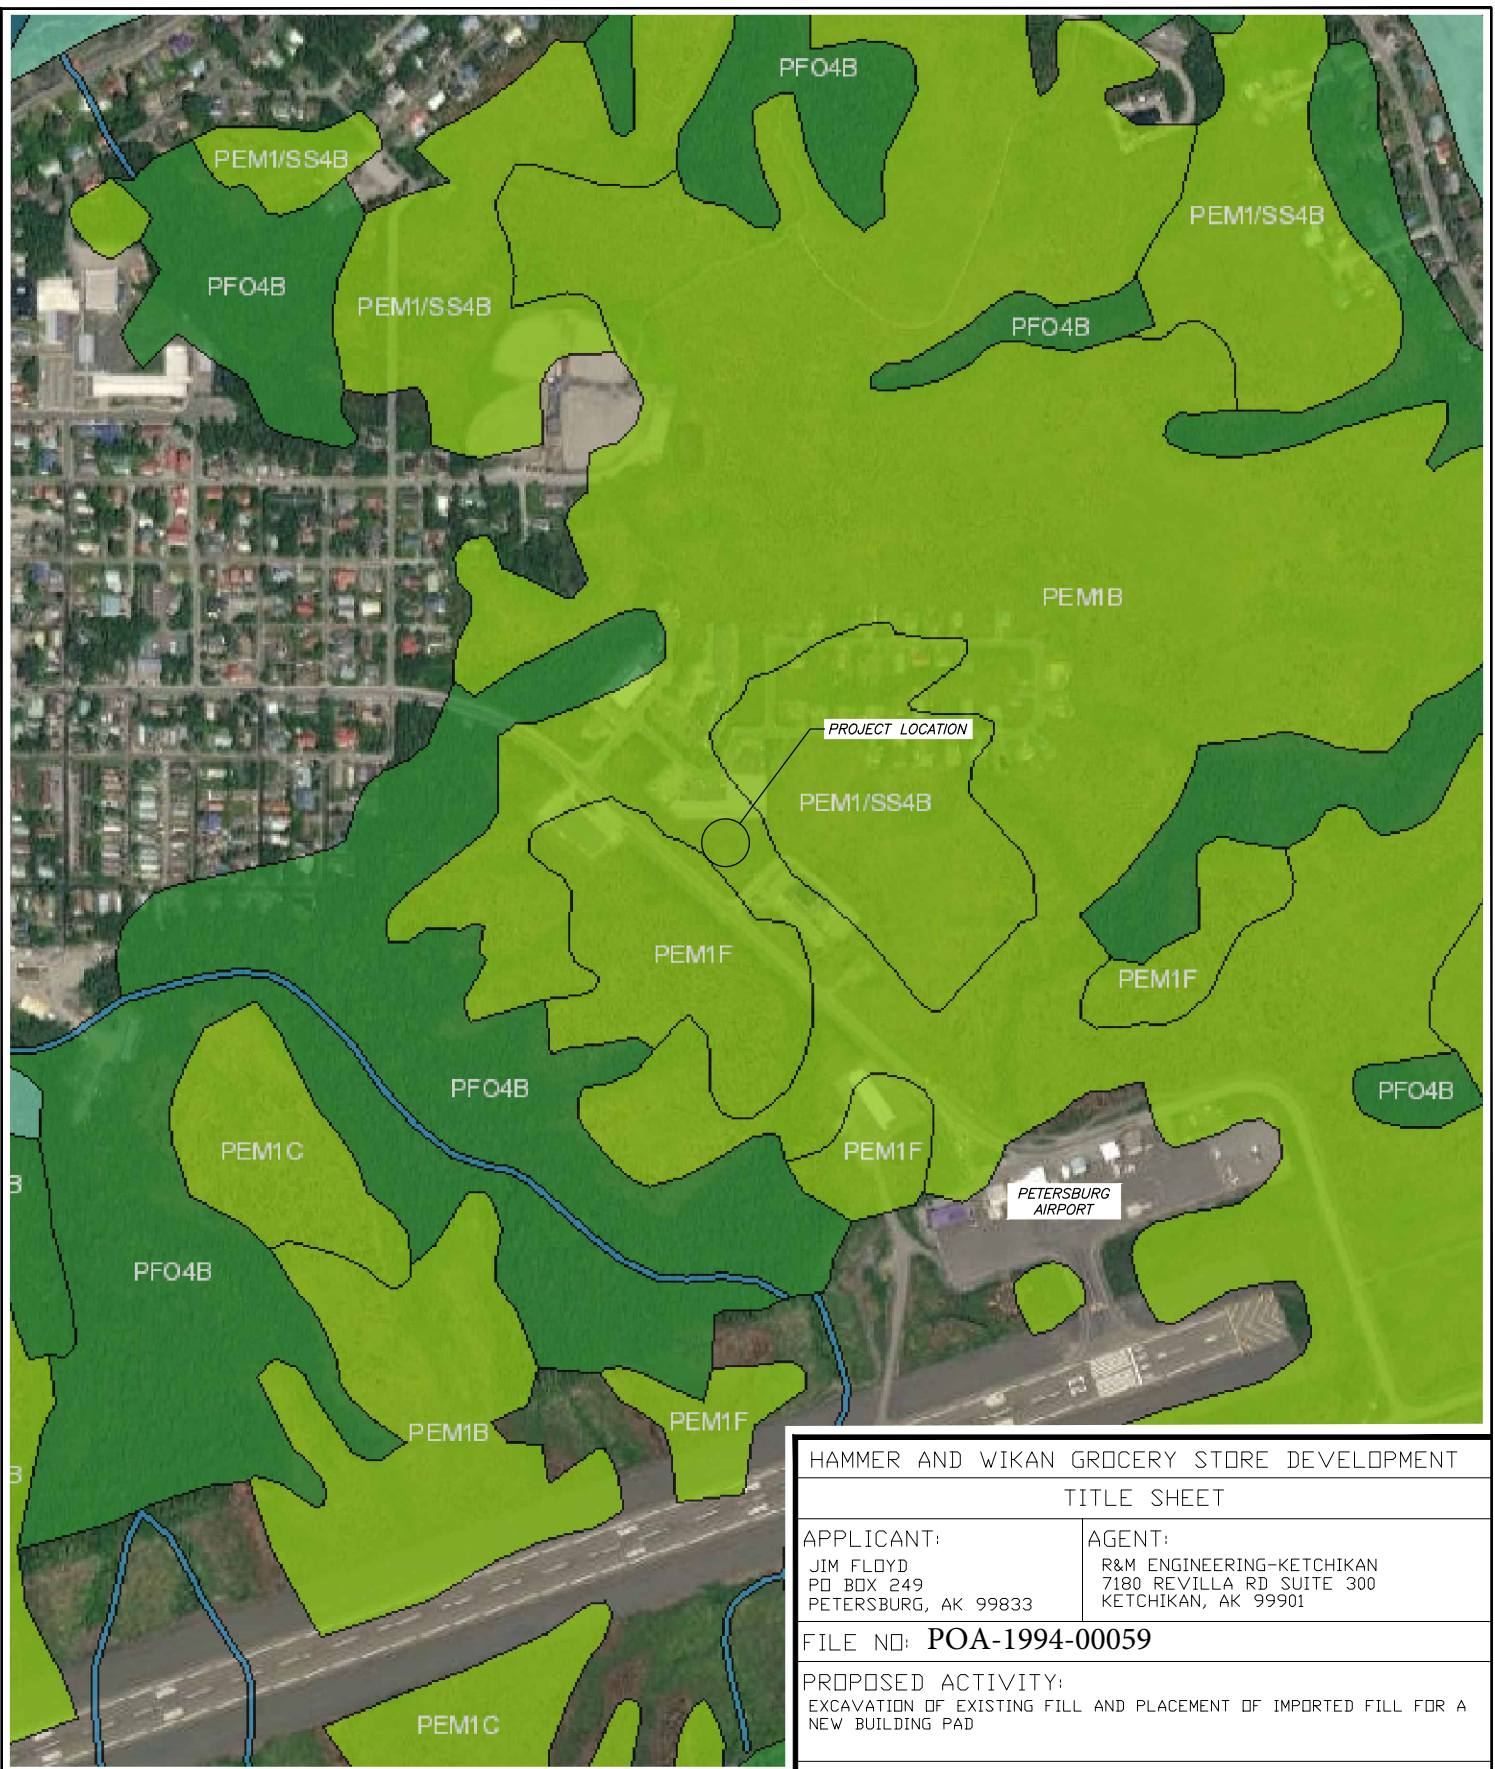 PFO4B
PEM1/SS4B
PEM1/SS4B
PFO4B
PEM1/SS4B
PFO4B
PEM1B
PROJECT LOCATION
PEM1/SS4B
PEM1F
PEM1F
PFO4B
PFO4B
PEM1C
PEM1F
B
PETERSBURG
AIRPORT
PFO4B
PEM1F
PEM1B
B
PEM1C
HAMMER AND WIKAN GROCERY STORE DEVELOPMENT
TITLE SHEET
APPLICANT:
JIM FLOYD
PO BOX 249
PETERSBURG, AK 99833
AGENT:
R&M ENGINEERING-KETCHIKAN
7180 REVILLA RD SUITE 300
KETCHIKAN, AK 99901
FILE NO: POA-1994-00059
PROPOSED ACTIVITY:
EXCAVATION OF EXISTING FILL AND PLACEMENT OF IMPORTED FILL FOR A
NEW BUILDING PAD